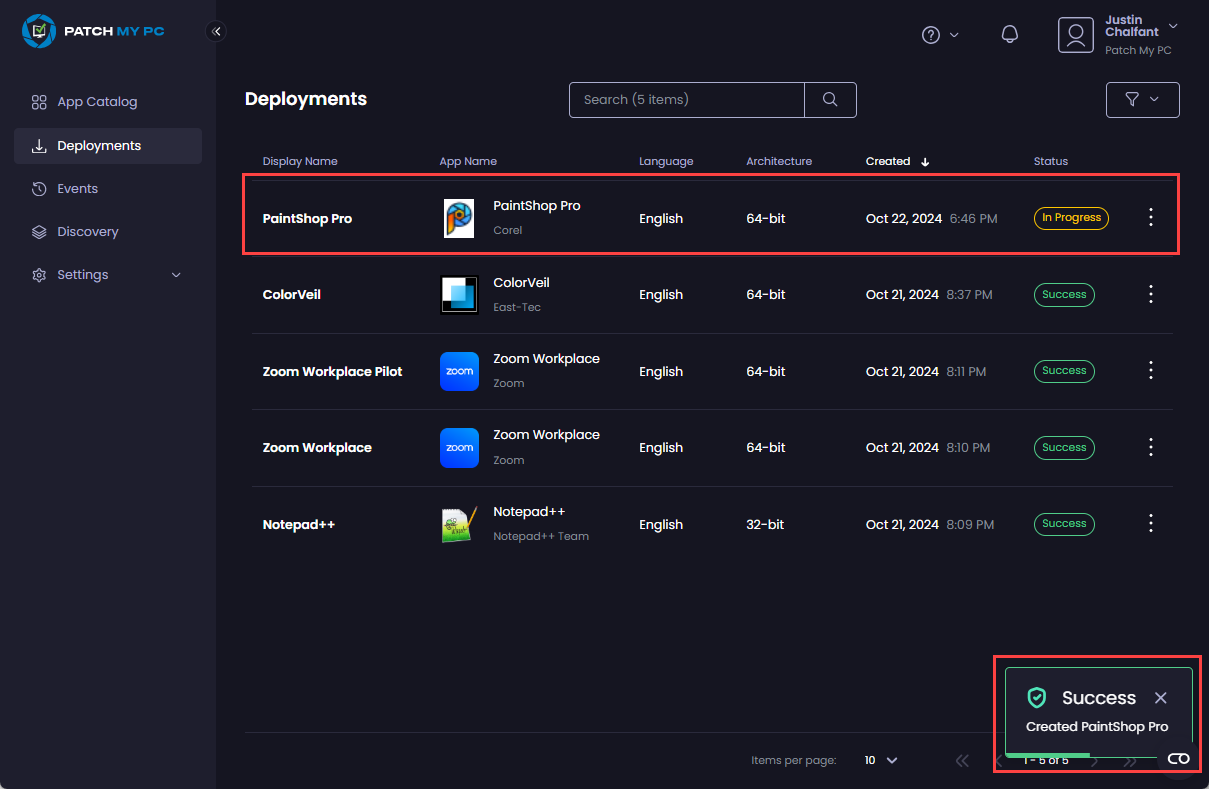 PATCH MY PC
Justin Chalfant
Patch My PC
App Catalog
Deployments
Events
Discovery
Settings
Deployments
Search (5 items)
Display Name App Name Language Architecture Created Status
PaintShop Pro PaintShop Pro Corel English 64-bit Oct 22, 2024 6:46 PM In Progress
ColorVeil ColorVeil East-Tec English 64-bit Oct 21, 2024 8:37 PM Success
Zoom Workplace Pilot zoom Zoom Workplace Zoom English 64-bit Oct 21, 2024 8:11 PM Success
Zoom Workplace zoom Zoom Workplace Zoom English 64-bit Oct 21, 2024 8:10 PM Success
Notepad++ Notepad++ Notepad++ Team English 32-bit Oct 21, 2024 8:09 PM Success
Success
Created PaintShop Pro
Items per page: 10 1 - 5 of 5